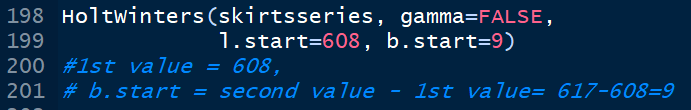 198 HoltWinters(skirtsseries, gamma=FALSE,
199             l.start=608, b.start=9)
200 #1st value = 608,
201 # b.start = second value - 1st value= 617-608=9